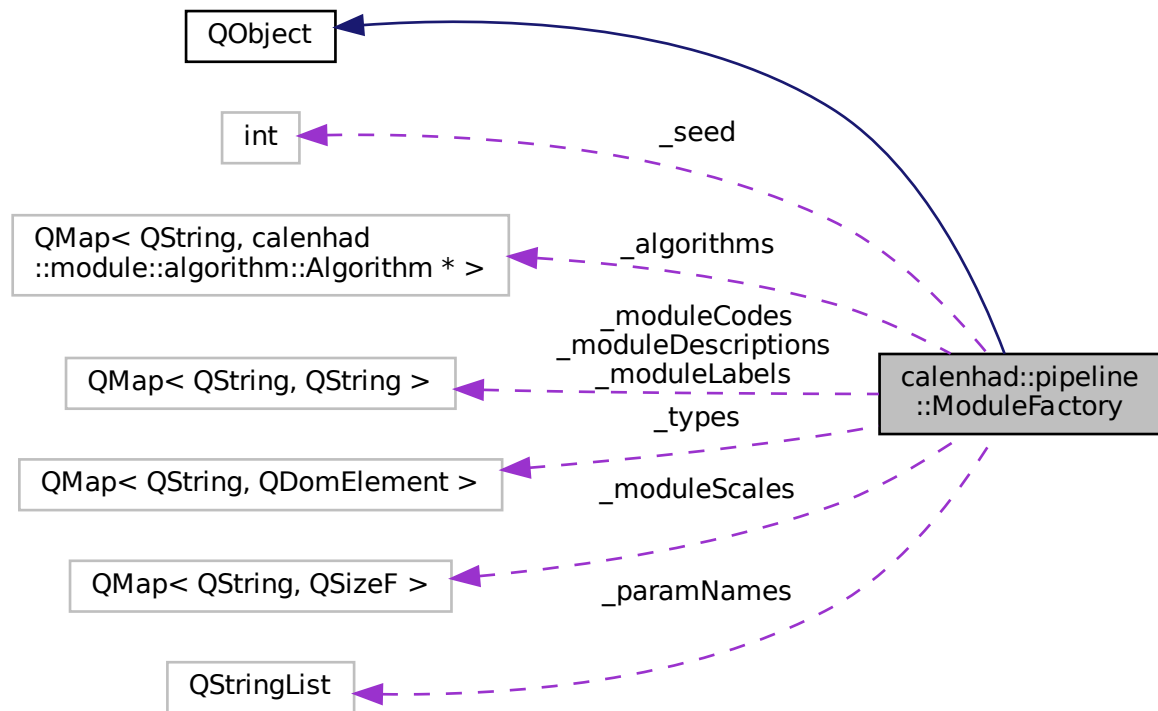 QObject
int
_seed
QMap< QString, calenhad
::module::algorithm::Algorithm * >
_algorithms
_moduleCodes
_moduleDescriptions
_moduleLabels
QMap< QString, QString >
calenhad::pipeline
::ModuleFactory
_types
QMap< QString, QDomElement >
_moduleScales
QMap< QString, QSizeF >
_paramNames
QStringList